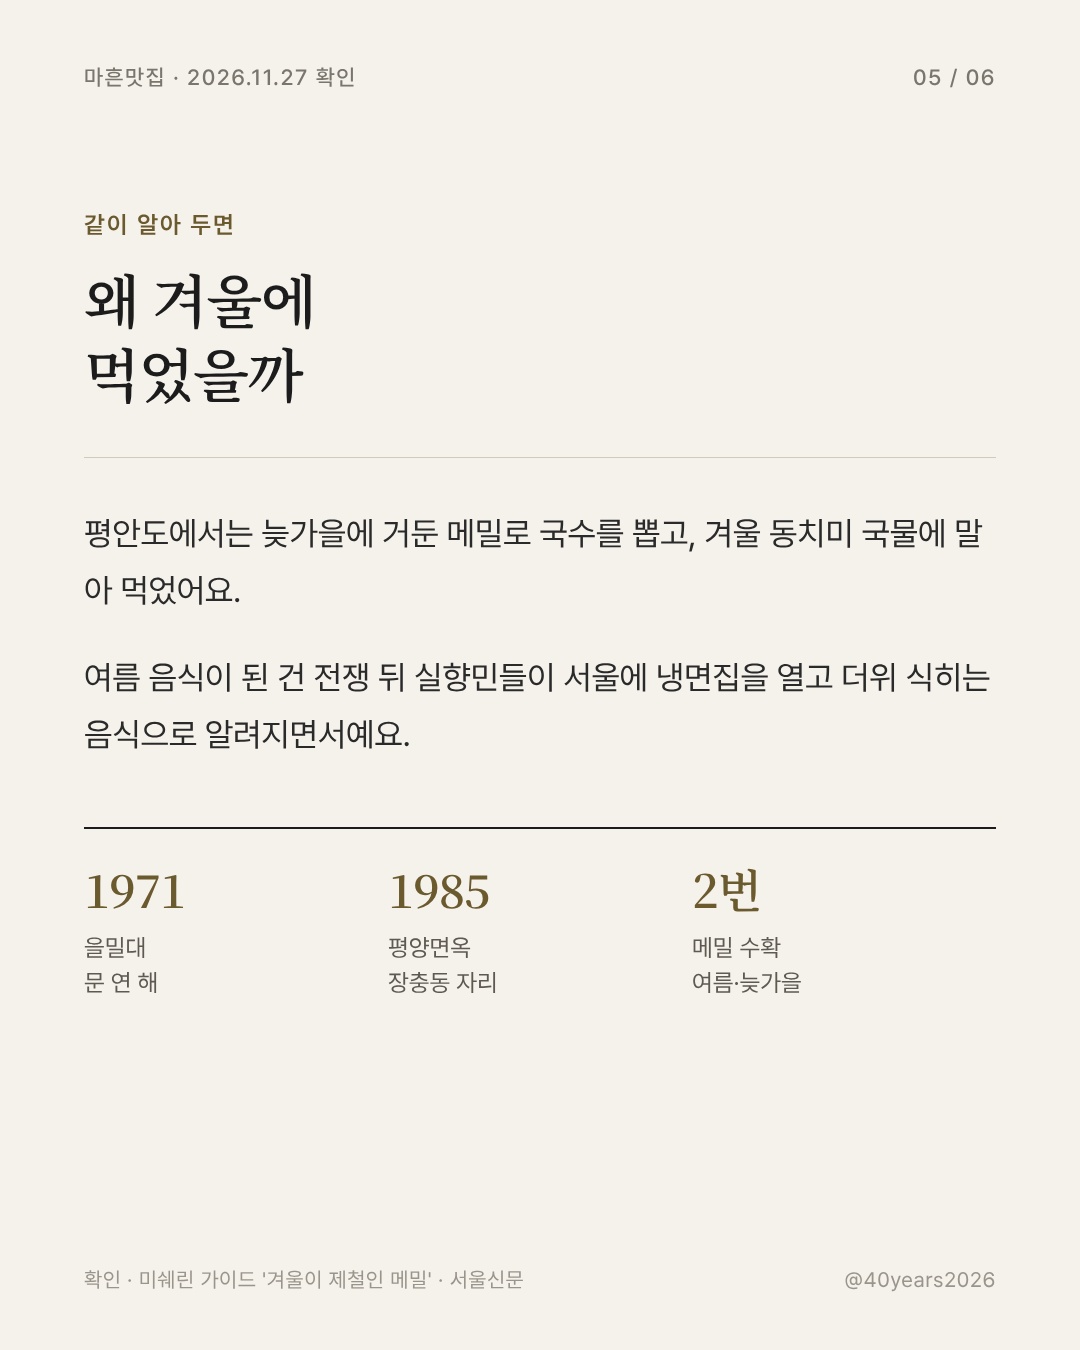 마흔맛집 · 2026.11.27 확인
05 / 06
같이 알아 두면
왜 겨울에
먹었을까
평안도에서는 늦가을에 거둔 메밀로 국수를 뽑고, 겨울 동치미 국물에 말
아 먹었어요.
여름 음식이 된 건 전쟁 뒤 실향민들이 서울에 냉면집을 열고 더위 식히는
음식으로 알려지면서예요.
1971
을밀대
문 연 해
1985
평양면옥
장충동 자리
2번
메밀 수확
여름·늦가을
확인 · 미쉐린 가이드 '겨울이 제철인 메밀' · 서울신문
@40years2026